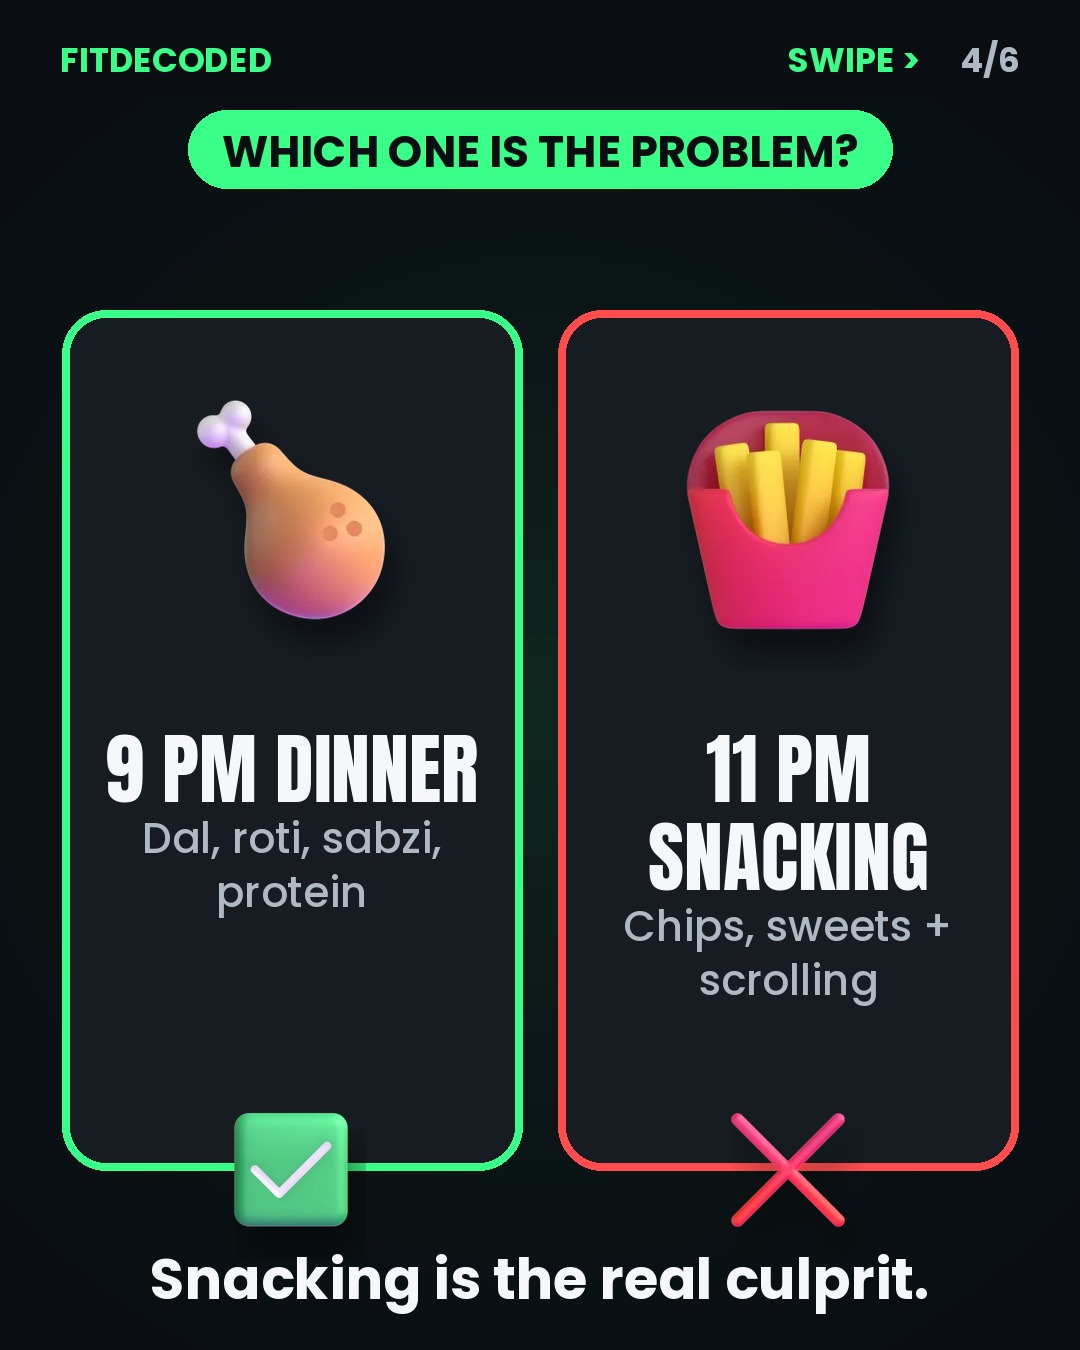 FITDECODED
SWIPE > 4/6
WHICH ONE IS THE PROBLEM?
9 PM DINNER
Dal, roti, sabzi,
protein
11 PM
SNACKING
Chips, sweets +
scrolling
Snacking is the real culprit.